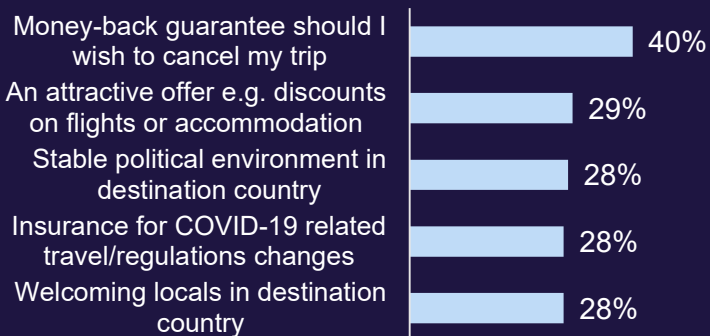 Money-back guarantee should I
wish to cancel my trip
40%
An attractive offer e.g. discounts
on flights or accommodation
29%
Stable political environment in
destination country
28%
Insurance for COVID-19 related
travel/regulations changes
28%
Welcoming locals in destination
country
28%